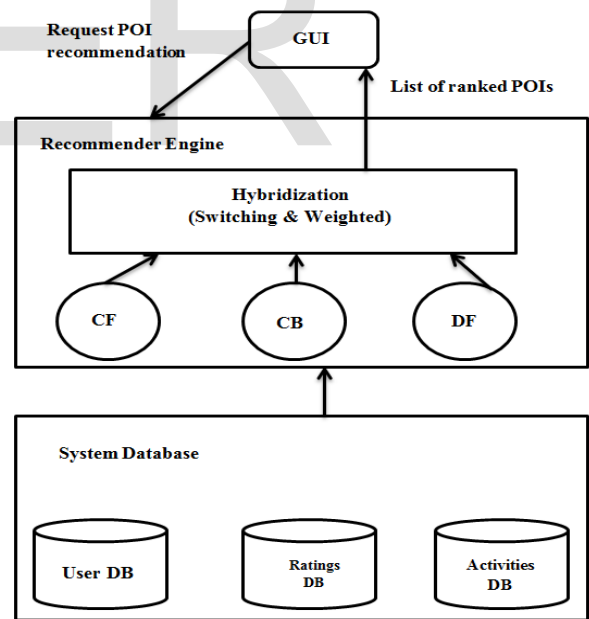 Request POI
recommendation
GUI
List of ranked POIs
Recommender Engine
Hybridization
(Switching & Weighted)
CF
CB
DF
System Database
User DB
Ratings
DB
Activities
DB